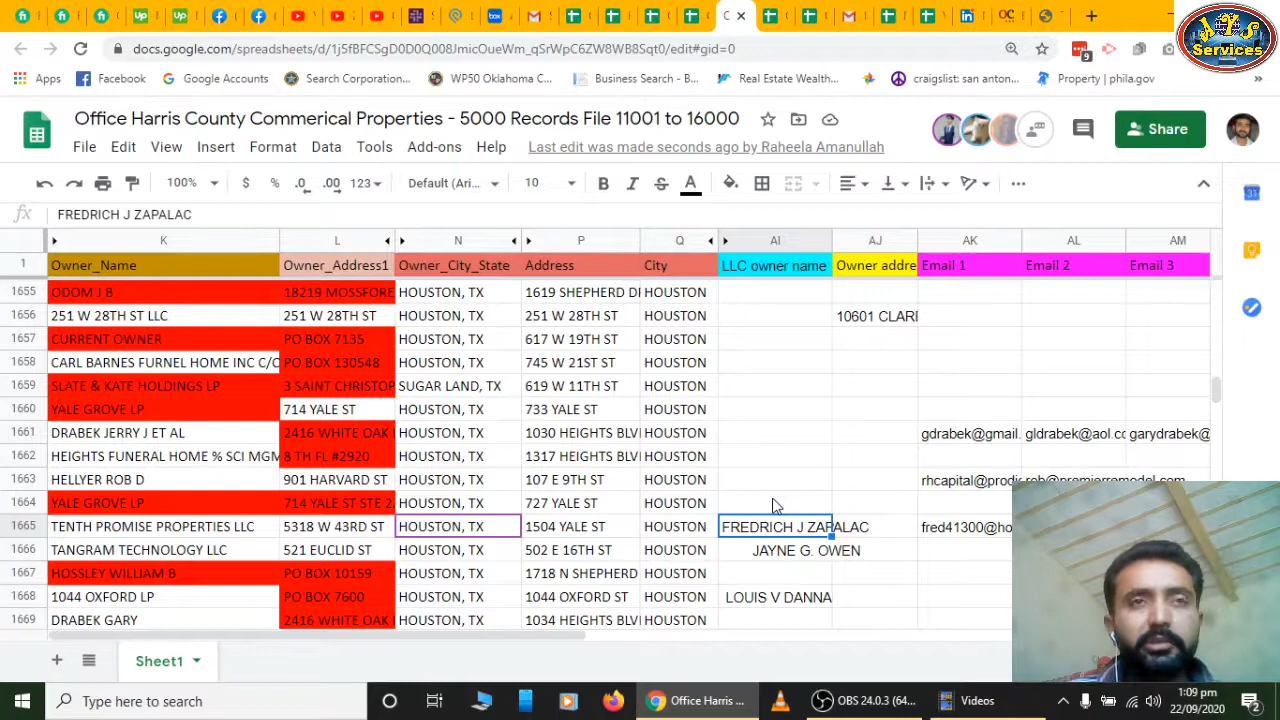 docs.google.com/spreadsheets/d/1j5fBFCSgD0D0Q008JmicOueWm_qSrWpC6ZW8WB8Sqt0/edit#gid=0
9
AYS
Services
Apps Facebook Google Accounts Search Corporation... WP50 Oklahoma C... Business Search - B... Real Estate Wealth... craigslist: san anton... Property | phila.gov
Office Harris County Commerical Properties - 5000 Records File 11001 to 16000
Share
File Edit View Insert Format Data Tools Add-ons Help Last edit was made seconds ago by Raheela Amanullah
100% $ % .0 .00 123 Default (Ari... 10 B I S A
fx FREDRICH J ZAPALAC
K L N P Q AI AJ AK AL AM
1 Owner_Name Owner_Address1 Owner_City_State Address City LLC owner name Owner addre Email 1 Email 2 Email 3
1655 ODOM J B 18219 MOSSFORE HOUSTON, TX 1619 SHEPHERD DI HOUSTON
1656 251 W 28TH ST LLC 251 W 28TH ST HOUSTON, TX 251 W 28TH ST HOUSTON 10601 CLARI
1657 CURRENT OWNER PO BOX 7135 HOUSTON, TX 617 W 19TH ST HOUSTON
1658 CARL BARNES FURNEL HOME INC C/C PO BOX 130548 HOUSTON, TX 745 W 21ST ST HOUSTON
1659 SLATE & KATE HOLDINGS LP 3 SAINT CHRISTOP SUGAR LAND, TX 619 W 11TH ST HOUSTON
1660 YALE GROVE LP 714 YALE ST HOUSTON, TX 733 YALE ST HOUSTON
1661 DRABEK JERRY J ET AL 2416 WHITE OAK HOUSTON, TX 1030 HEIGHTS BLV HOUSTON gdrabek@gmail. gldrabek@aol.co garydrabek@
1662 HEIGHTS FUNERAL HOME % SCI MGM 8 TH FL #2920 HOUSTON, TX 1317 HEIGHTS BLV HOUSTON
1663 HELLYER ROB D 901 HARVARD ST HOUSTON, TX 107 E 9TH ST HOUSTON rhcapital@prodig rob@premierremodel.com
1664 YALE GROVE LP 714 YALE ST STE 2 HOUSTON, TX 727 YALE ST HOUSTON
1665 TENTH PROMISE PROPERTIES LLC 5318 W 43RD ST HOUSTON, TX 1504 YALE ST HOUSTON FREDRICH J ZAPALAC fred41300@ho
1666 TANGRAM TECHNOLOGY LLC 521 EUCLID ST HOUSTON, TX 502 E 16TH ST HOUSTON JAYNE G. OWEN
1667 HOSSLEY WILLIAM B PO BOX 10159 HOUSTON, TX 1718 N SHEPHERD HOUSTON
1668 1044 OXFORD LP PO BOX 7600 HOUSTON, TX 1044 OXFORD ST HOUSTON LOUIS V DANNA
1669 DRABEK GARY 2416 WHITE OAK HOUSTON, TX 1034 HEIGHTS BLV HOUSTON
Sheet1
Type here to search Office Harris ... OBS 24.0.3 (64... Videos 1:09 pm
22/09/2020
2